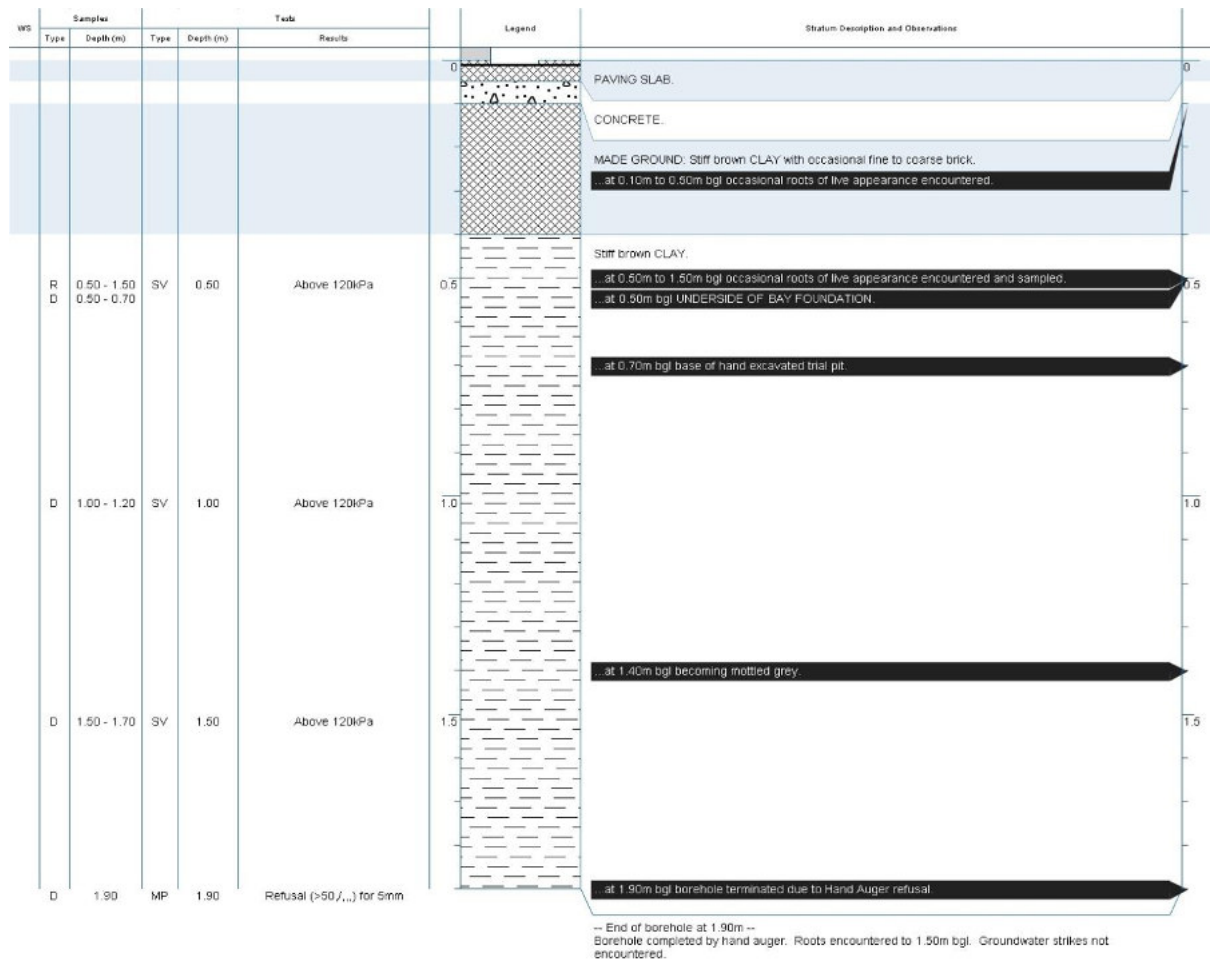 Samples Tests
WS Legend Stratum Description and Observations
Type Depth (m) Type Depth (m) Results
0 0
PAVING SLAB.
CONCRETE.
MADE GROUND: Stiff brown CLAY with occasional fine to coarse brick.
...at 0.10m to 0.50m bgl occasional roots of live appearance encountered.
Stiff brown CLAY.
...at 0.50m to 1.50m bgl occasional roots of live appearance encountered and sampled.
R 0.50 - 1.50 SV 0.50 Above 120kPa 0.5 0.5
D 0.50 - 0.70
...at 0.50m bgl UNDERSIDE OF BAY FOUNDATION.
...at 0.70m bgl base of hand excavated trial pit.
D 1.00 - 1.20 SV 1.00 Above 120kPa 1.0 1.0
...at 1.40m bgl becoming mottled grey.
D 1.50 - 1.70 SV 1.50 Above 120kPa 1.5 1.5
...at 1.90m bgl borehole terminated due to Hand Auger refusal.
D 1.90 MP 1.90 Refusal (>50,/,,,) for 5mm
-- End of borehole at 1.90m --
Borehole completed by hand auger. Roots encountered to 1.50m bgl. Groundwater strikes not
encountered.